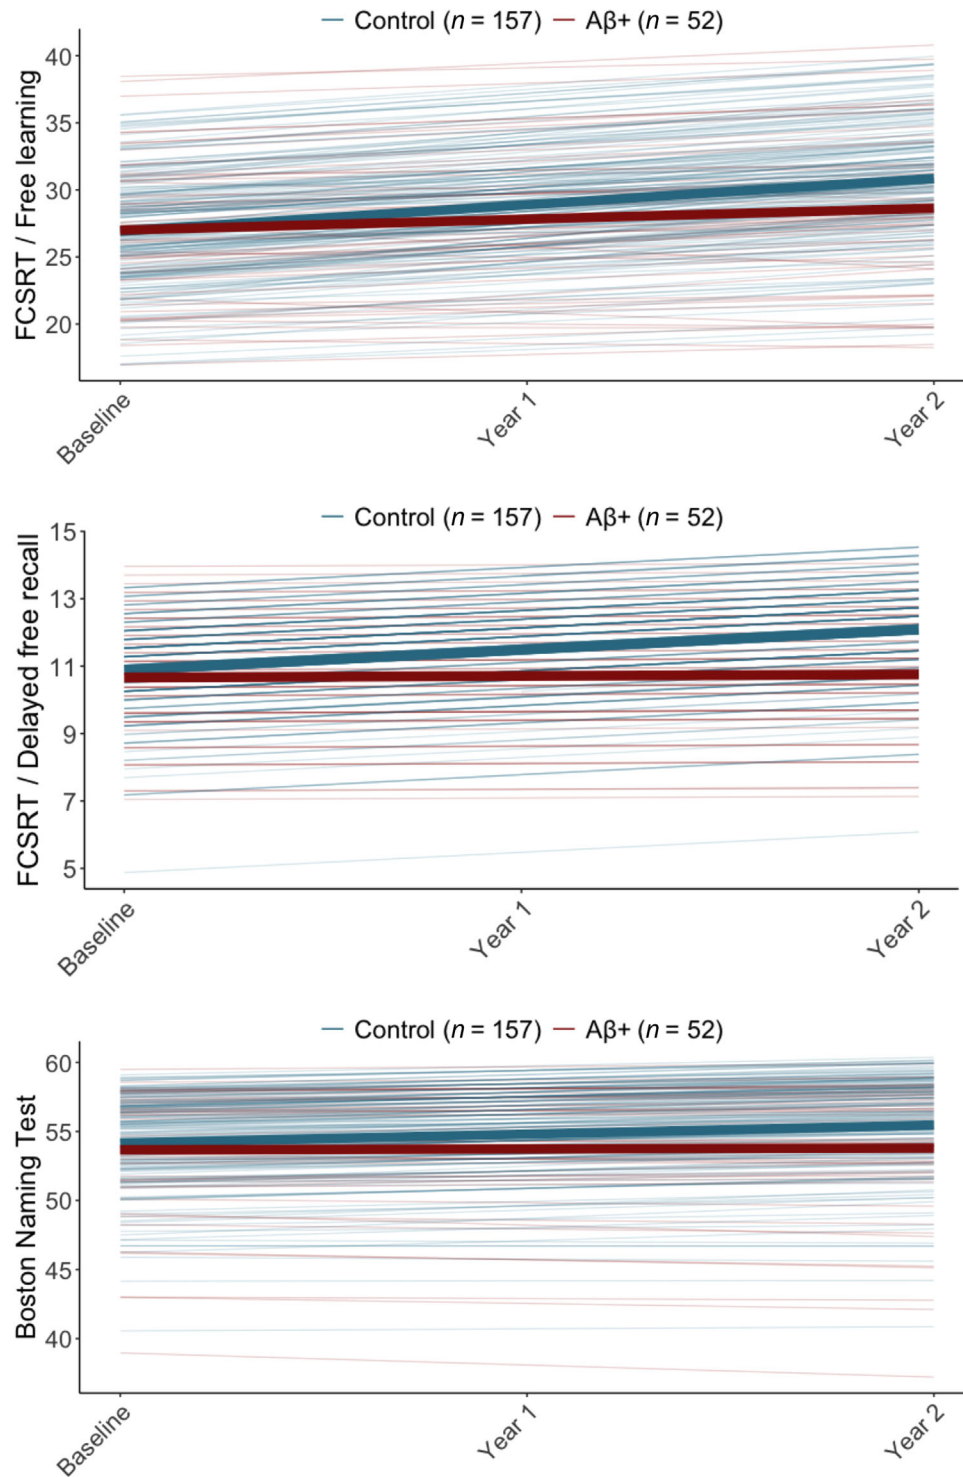 Control (n = 157) Aβ+ (n = 52)
FCSRT / Free learning
40
35
30
25
20
Baseline Year 1 Year 2
Control (n = 157) Aβ+ (n = 52)
FCSRT / Delayed free recall
15
13
11
9
7
5
Baseline Year 1 Year 2
Control (n = 157) Aβ+ (n = 52)
Boston Naming Test
60
55
50
45
40
Baseline Year 1 Year 2